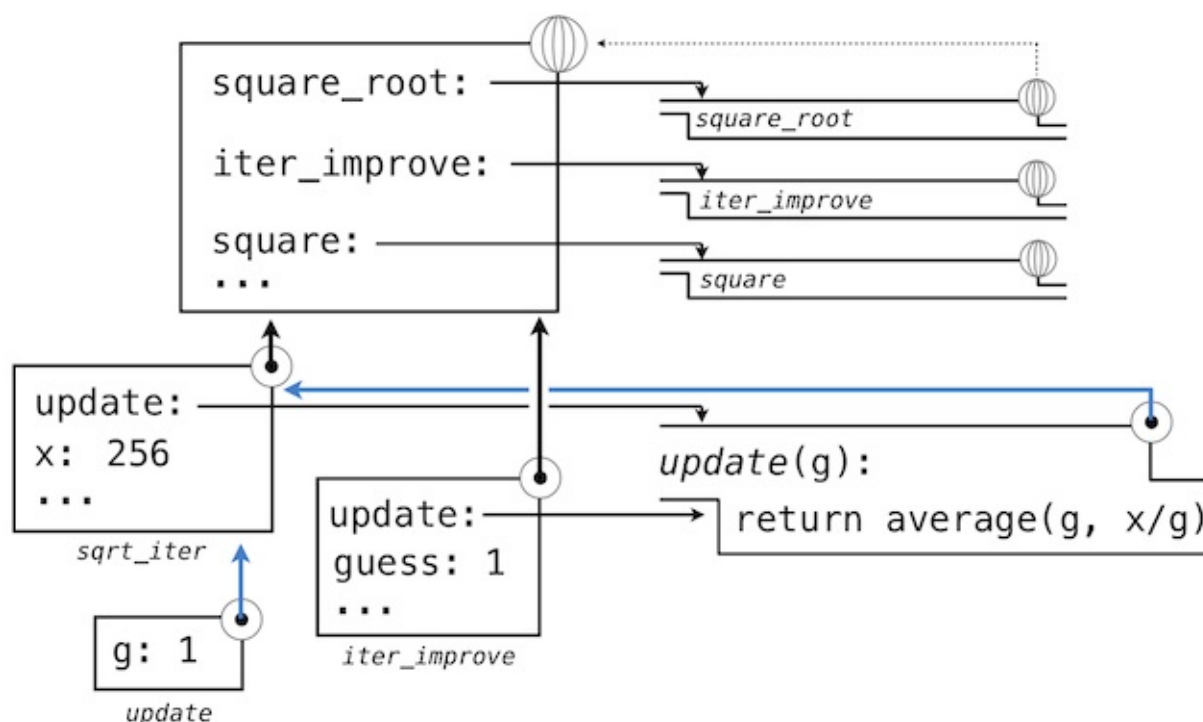 square_root:
square_root
iter_improve:
iter_improve
square:
square
...
update:
x: 256
...
sqrt_iter
update(g):
return average(g, x/g)
update:
guess: 1
...
iter_improve
g: 1
update